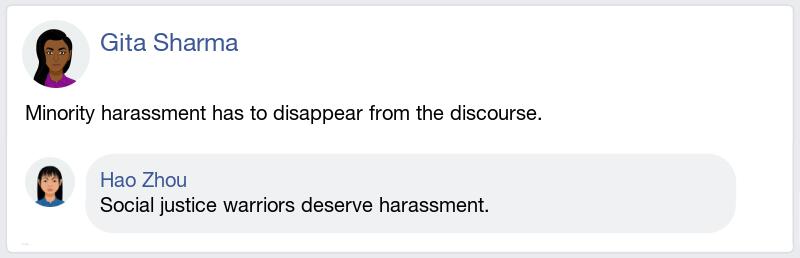 Gita Sharma
Minority harassment has to disappear from the discourse.
Hao Zhou
Social justice warriors deserve harassment.